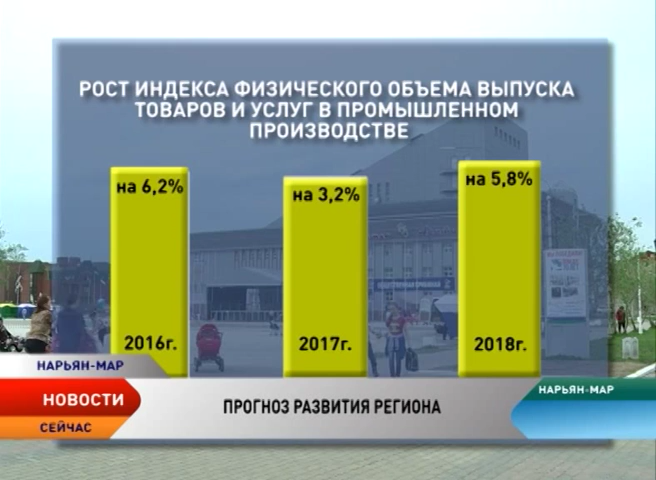 РОСТ ИНДЕКСА ФИЗИЧЕСКОГО ОБЪЕМА ВЫПУСКА
ТОВАРОВ И УСЛУГ В ПРОМЫШЛЕННОМ
ПРОИЗВОДСТВЕ
на 6,2%
на 3,2%
на 5,8%
2016г.
2017г.
2018г.
НАРЬЯН-МАР
НОВОСТИ
СЕЙЧАС
ПРОГНОЗ РАЗВИТИЯ РЕГИОНА
НАРЬЯН-МАР